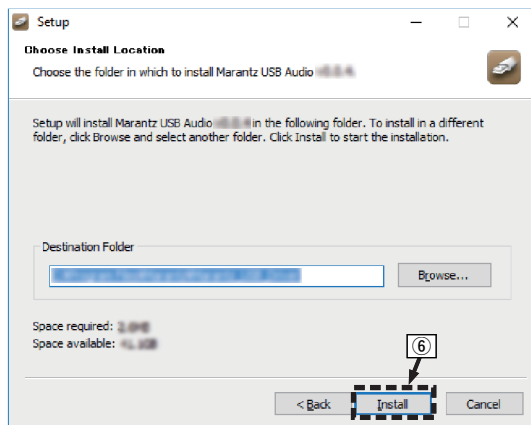 Setup
Choose Install Location
Choose the folder in which to install Marantz USB Audio
Setup will install Marantz USB Audio in the following folder. To install in a different
folder, click Browse and select another folder. Click Install to start the installation.
Destination Folder
Browse...
Space required:
Space available:
⑥
< Back
Install
Cancel